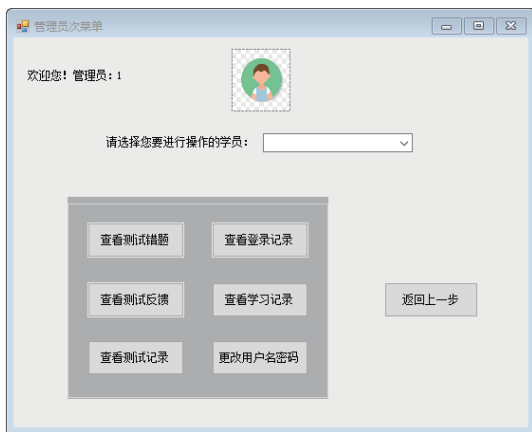 管理员次菜单
欢迎您！管理员：1
请选择您要进行操作的学员：
查看测试错题 查看登录记录
查看测试反馈 查看学习记录 返回上一步
查看测试记录 更改用户名密码